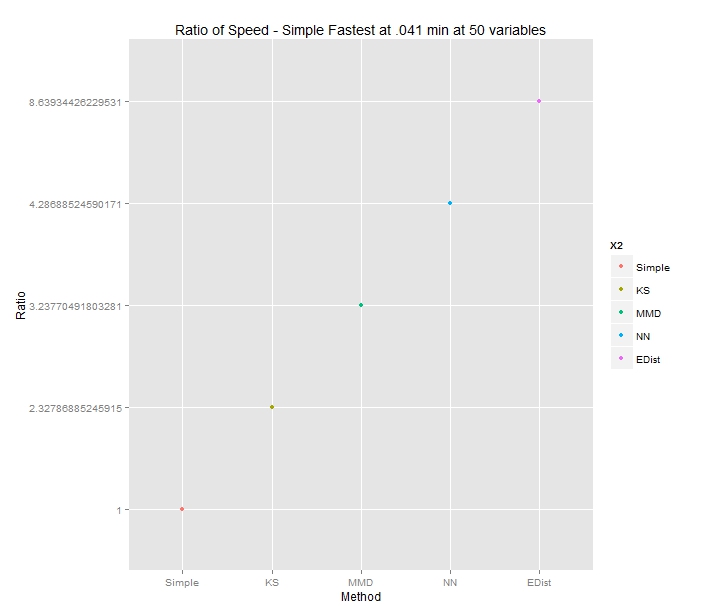 Ratio of Speed - Simple Fastest at .041 min at 50 variables
Ratio
8.63934426229531
4.28688524590171
3.23770491803281
2.32786885245915
1
Simple KS MMD NN EDist
Method
X2
Simple
KS
MMD
NN
EDist